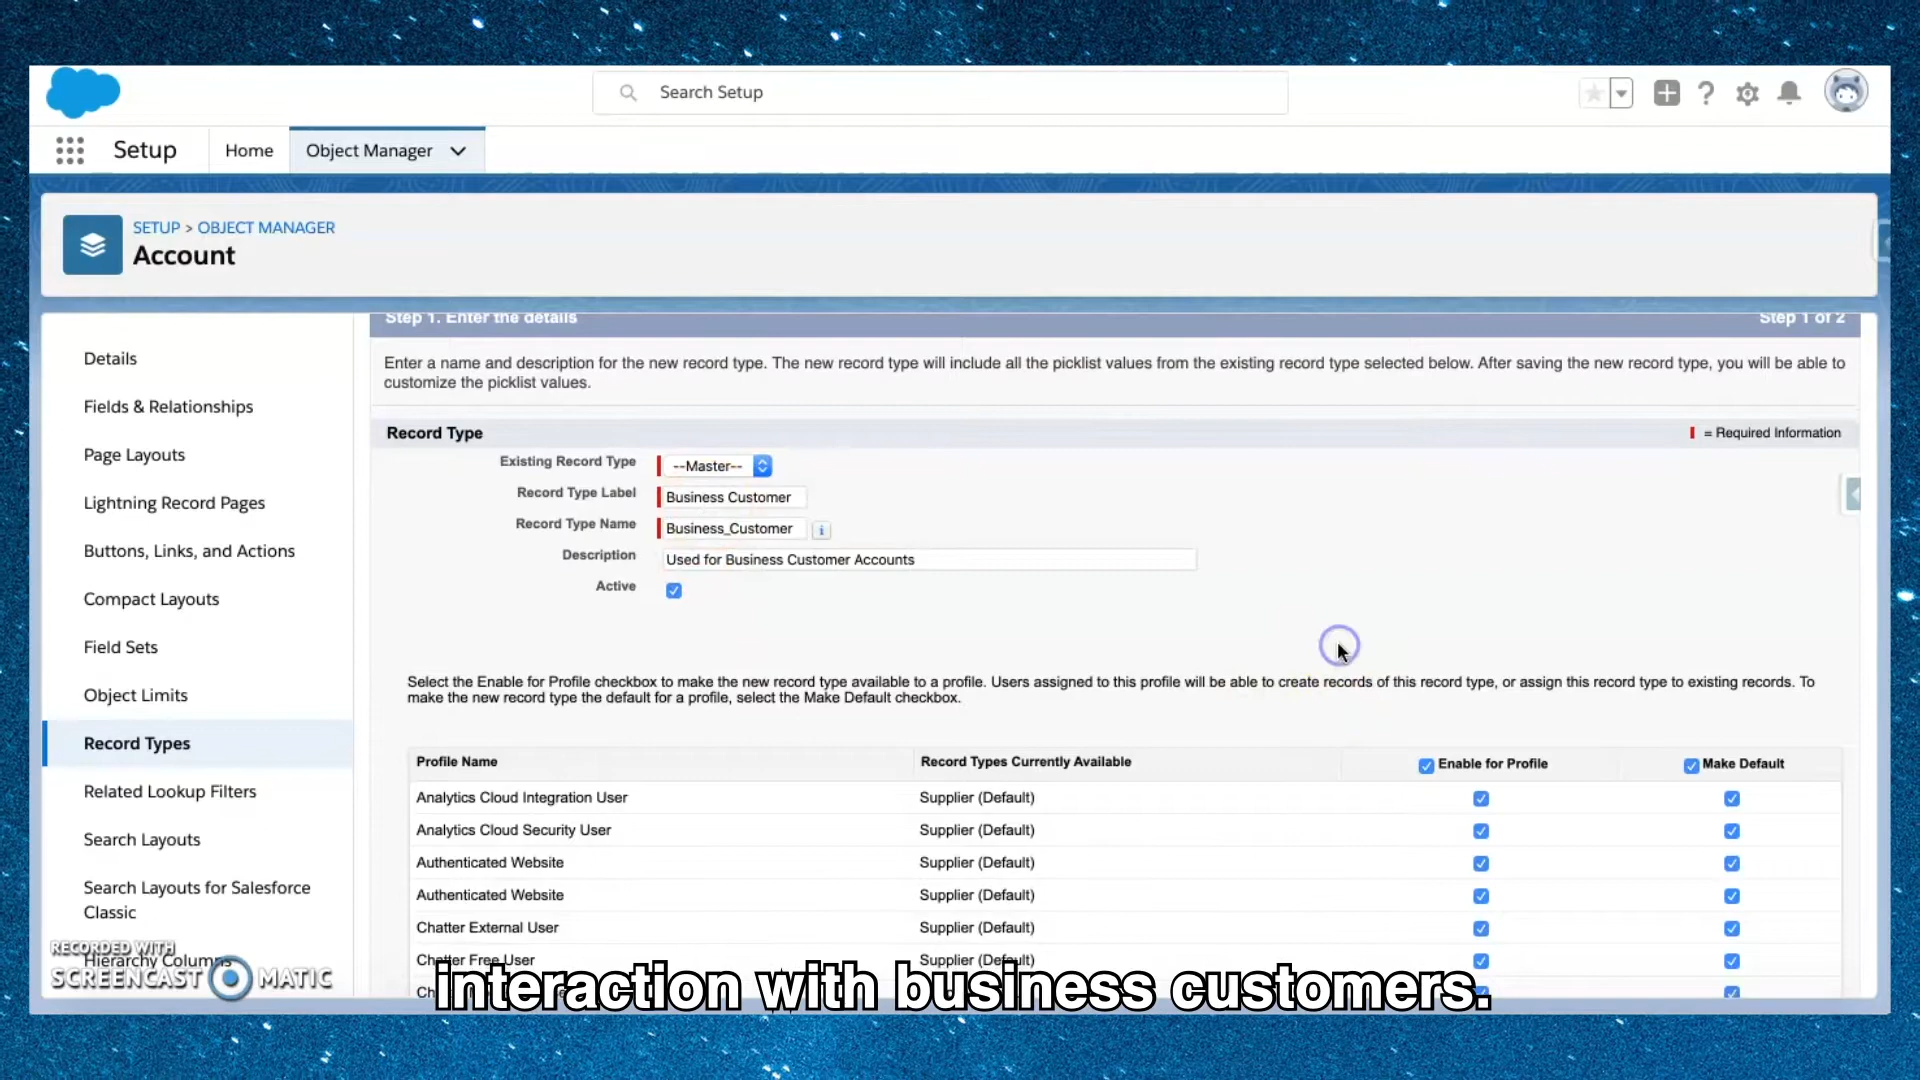 Search Setup
Setup
Home
Object Manager
SETUP > OBJECT MANAGER
Account
Details
Fields & Relationships
Page Layouts
Lightning Record Pages
Buttons, Links, and Actions
Compact Layouts
Field Sets
Object Limits
Record Types
Related Lookup Filters
Search Layouts
Search Layouts for Salesforce
Classic
Hierarchy Columns
Step 1. Enter the details
Step 1 of 2
Enter a name and description for the new record type. The new record type will include all the picklist values from the existing record type selected below. After saving the new record type, you will be able to
customize the picklist values.
Record Type
= Required Information
Existing Record Type
--Master--
Record Type Label
Business Customer
Record Type Name
Business_Customer
Description
Used for Business Customer Accounts
Active
Select the Enable for Profile checkbox to make the new record type available to a profile. Users assigned to this profile will be able to create records of this record type, or assign this record type to existing records. To
make the new record type the default for a profile, select the Make Default checkbox.
Profile Name
Record Types Currently Available
Enable for Profile
Make Default
Analytics Cloud Integration User
Supplier (Default)
Analytics Cloud Security User
Supplier (Default)
Authenticated Website
Supplier (Default)
Authenticated Website
Supplier (Default)
Chatter External User
Supplier (Default)
Chatter Free User
Supplier (Default)
RECORDED WITH
SCREENCAST MATIC
interaction with business customers.